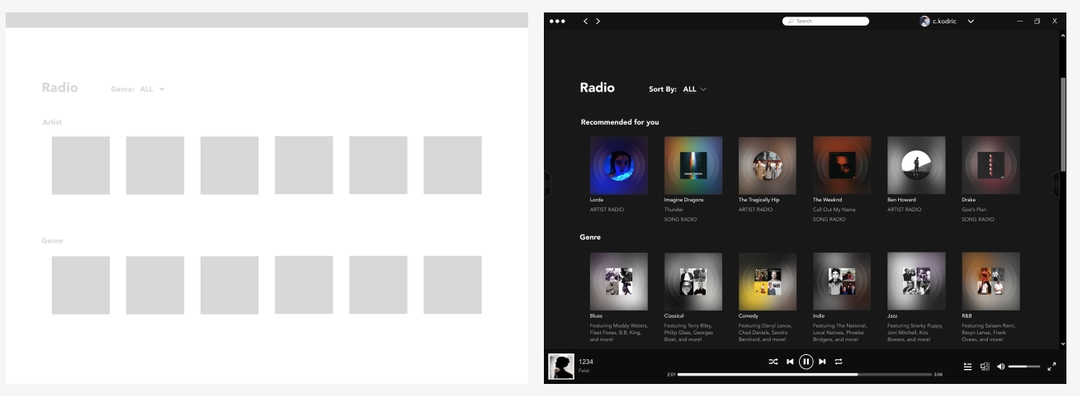 Radio
Genre: ALL
Artist
Genre
Search
c.kodric
X
Radio
Sort By: ALL
Recommended for you
Lorde
ARTIST RADIO
Imagine Dragons
Thunder
SONG RADIO
The Tragically Hip
ARTIST RADIO
The Weeknd
Call Out My Name
SONG RADIO
Ben Howard
ARTIST RADIO
Drake
God's Plan
SONG RADIO
Genre
Blues
Featuring Muddy Waters,
Fleet Foxes, B.B. King,
and more!
Classical
Featuring Terry Riley,
Philip Glass, Georges
Bizet, and more!
Comedy
Featuring Darryl Lenox,
Chad Daniels, Sandra
Bernhard, and more!
Indie
Featuring The National,
Local Natives, Phoebe
Bridgers, and more!
Jazz
Featuring Snarky Puppy,
Joni Mitchell, Kris
Bowers, and more!
R&B
Featuring Salaam Remi,
Ravyn Lenae, Frank
Ocean, and more!
1234
Feist
2:01
3:04